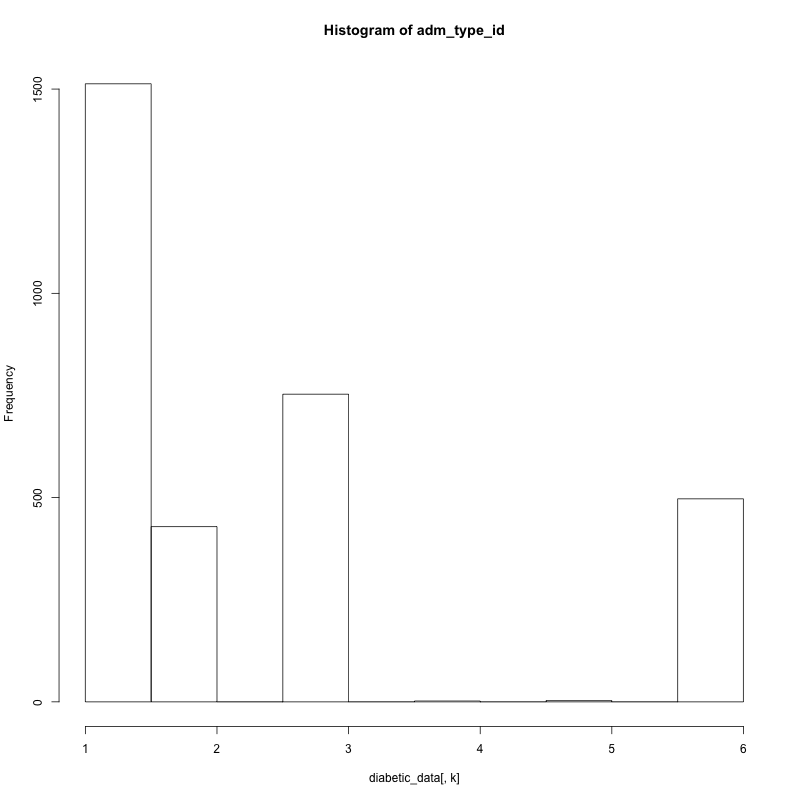 Histogram of adm_type_id
1500
1000
500
0
Frequency
1 2 3 4 5 6
diabetic_data[, k]